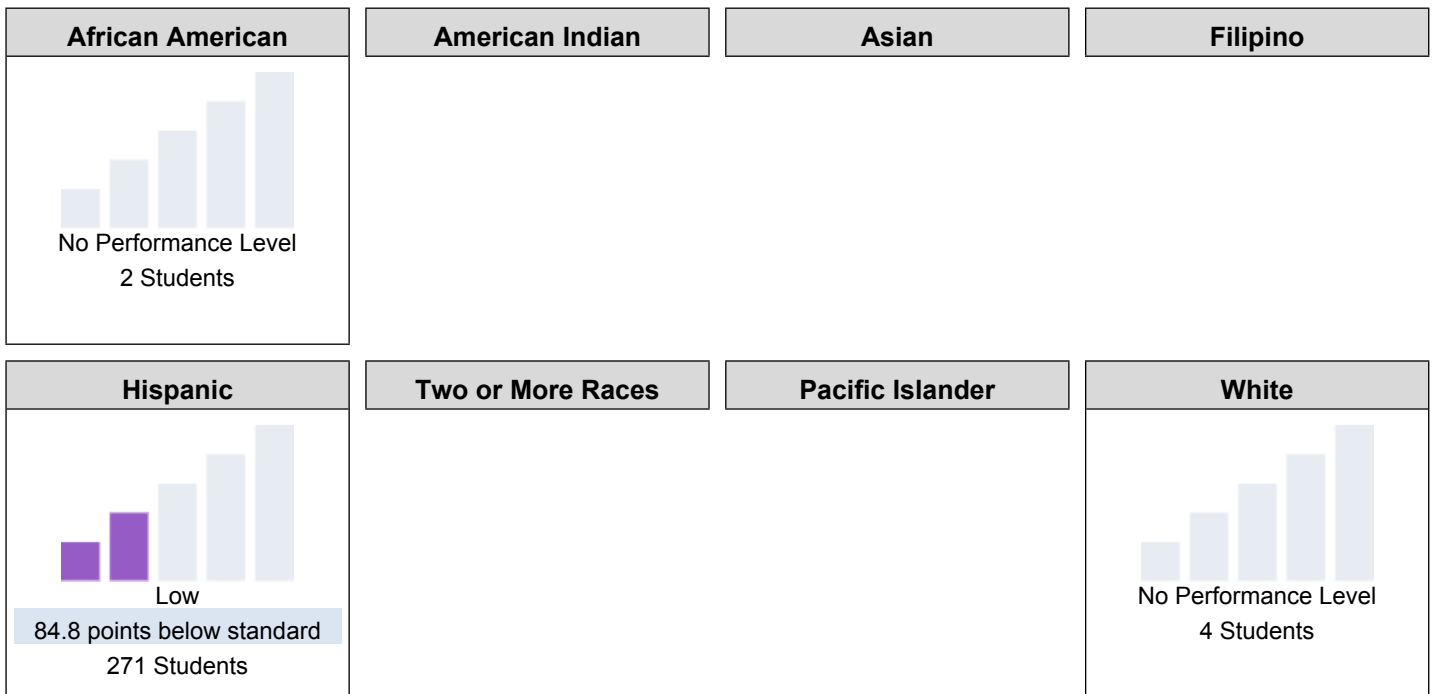 African American
American Indian
Asian
Filipino
No Performance Level
2 Students
Hispanic
Two or More Races
Pacific Islander
White
Low
84.8 points below standard
271 Students
No Performance Level
4 Students